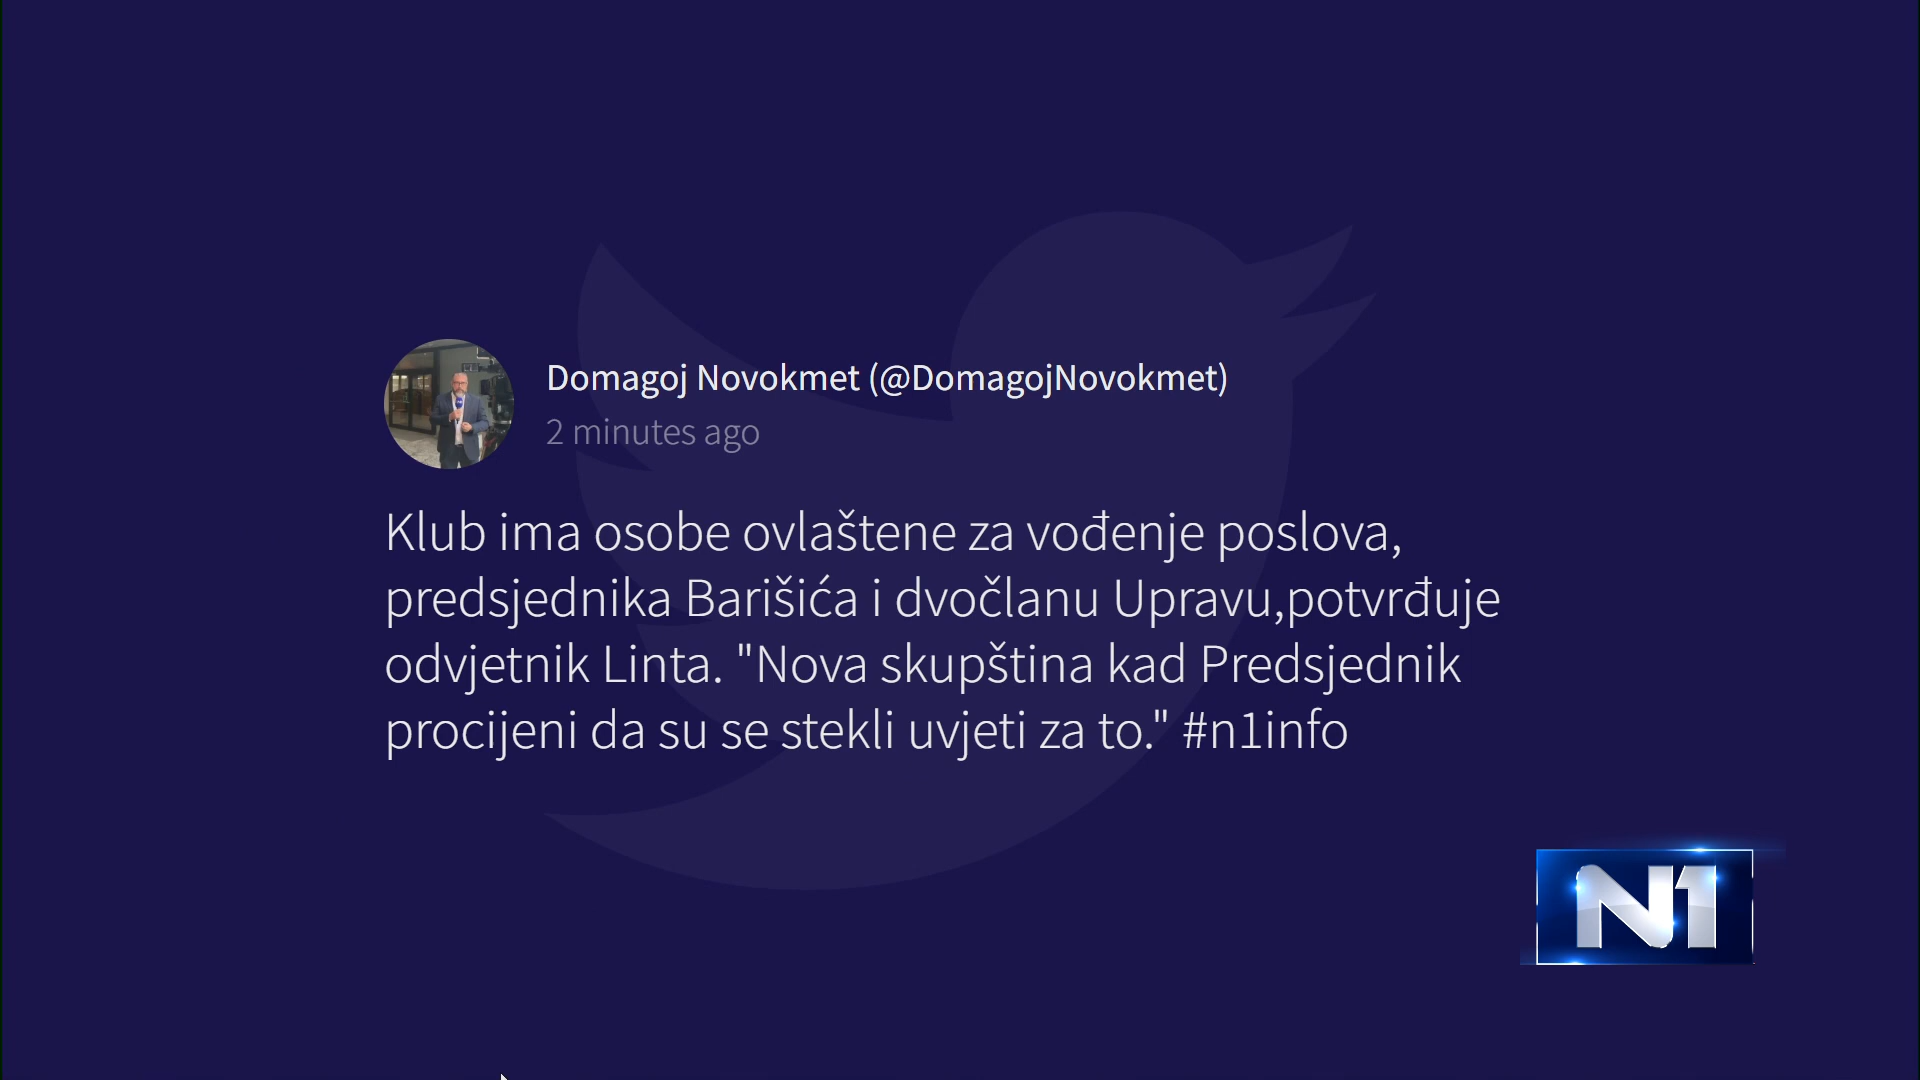 Domagoj Novokmet (@DomagojNovokmet)
2 minutes ago
Klub ima osobe ovlaštene za vođenje poslova,
predsjednika Barišića i dvočlanu Upravu,potvrđuje
odvjetnik Linta. "Nova skupština kad Predsjednik
procijeni da su se stekli uvjeti za to." #n1info
N1